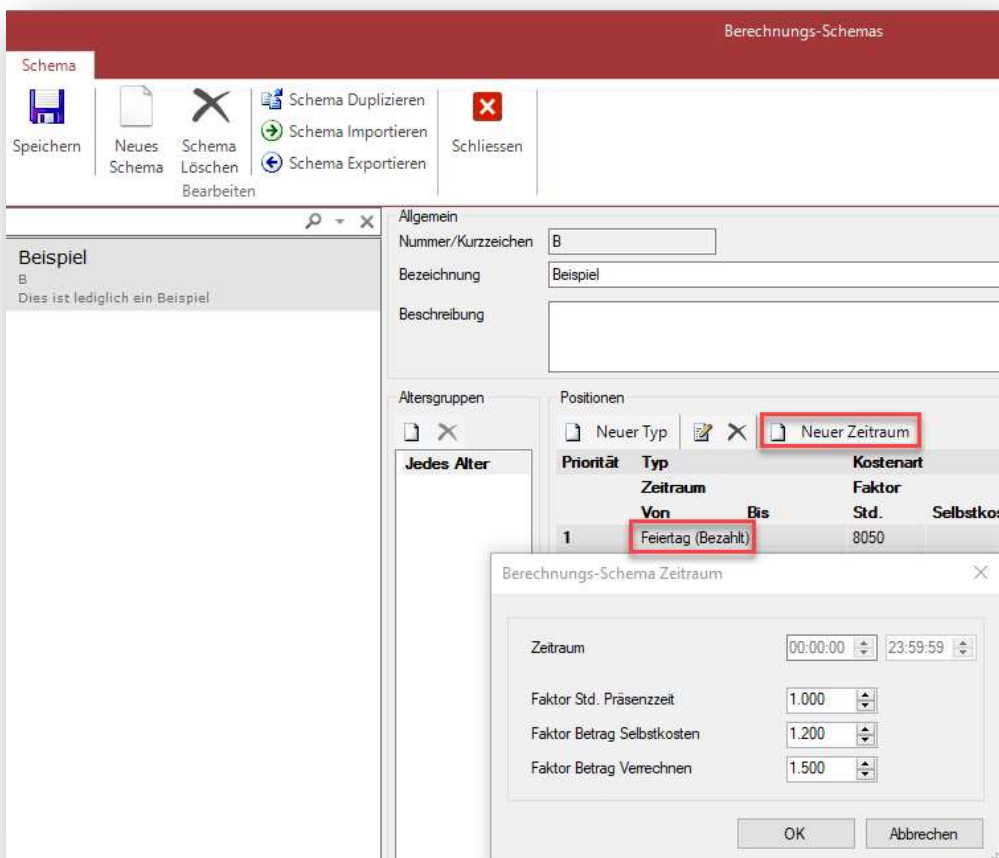 Berechnungs-Schemas
Schema
Speichern
Neues Schema
Schema Löschen
Schema Duplizieren
Schema Importieren
Schema Exportieren
Schliessen
Bearbeiten
Beispiel
B
Dies ist lediglich ein Beispiel
Allgemein
Nummer/Kurzzeichen B
Bezeichnung Beispiel
Beschreibung
Altersgruppen
Jedes Alter
Positionen
Neuer Typ Neuer Zeitraum
Priorität Typ Kostenart
Zeitraum Faktor
Von Bis Std. Selbstkos
1 Feiertag (Bezahlt) 8050
Berechnungs-Schema Zeitraum
Zeitraum 00:00:00 23:59:59
Faktor Std. Präsenzzeit 1.000
Faktor Betrag Selbstkosten 1.200
Faktor Betrag Verrechnen 1.500
OK Abbrechen